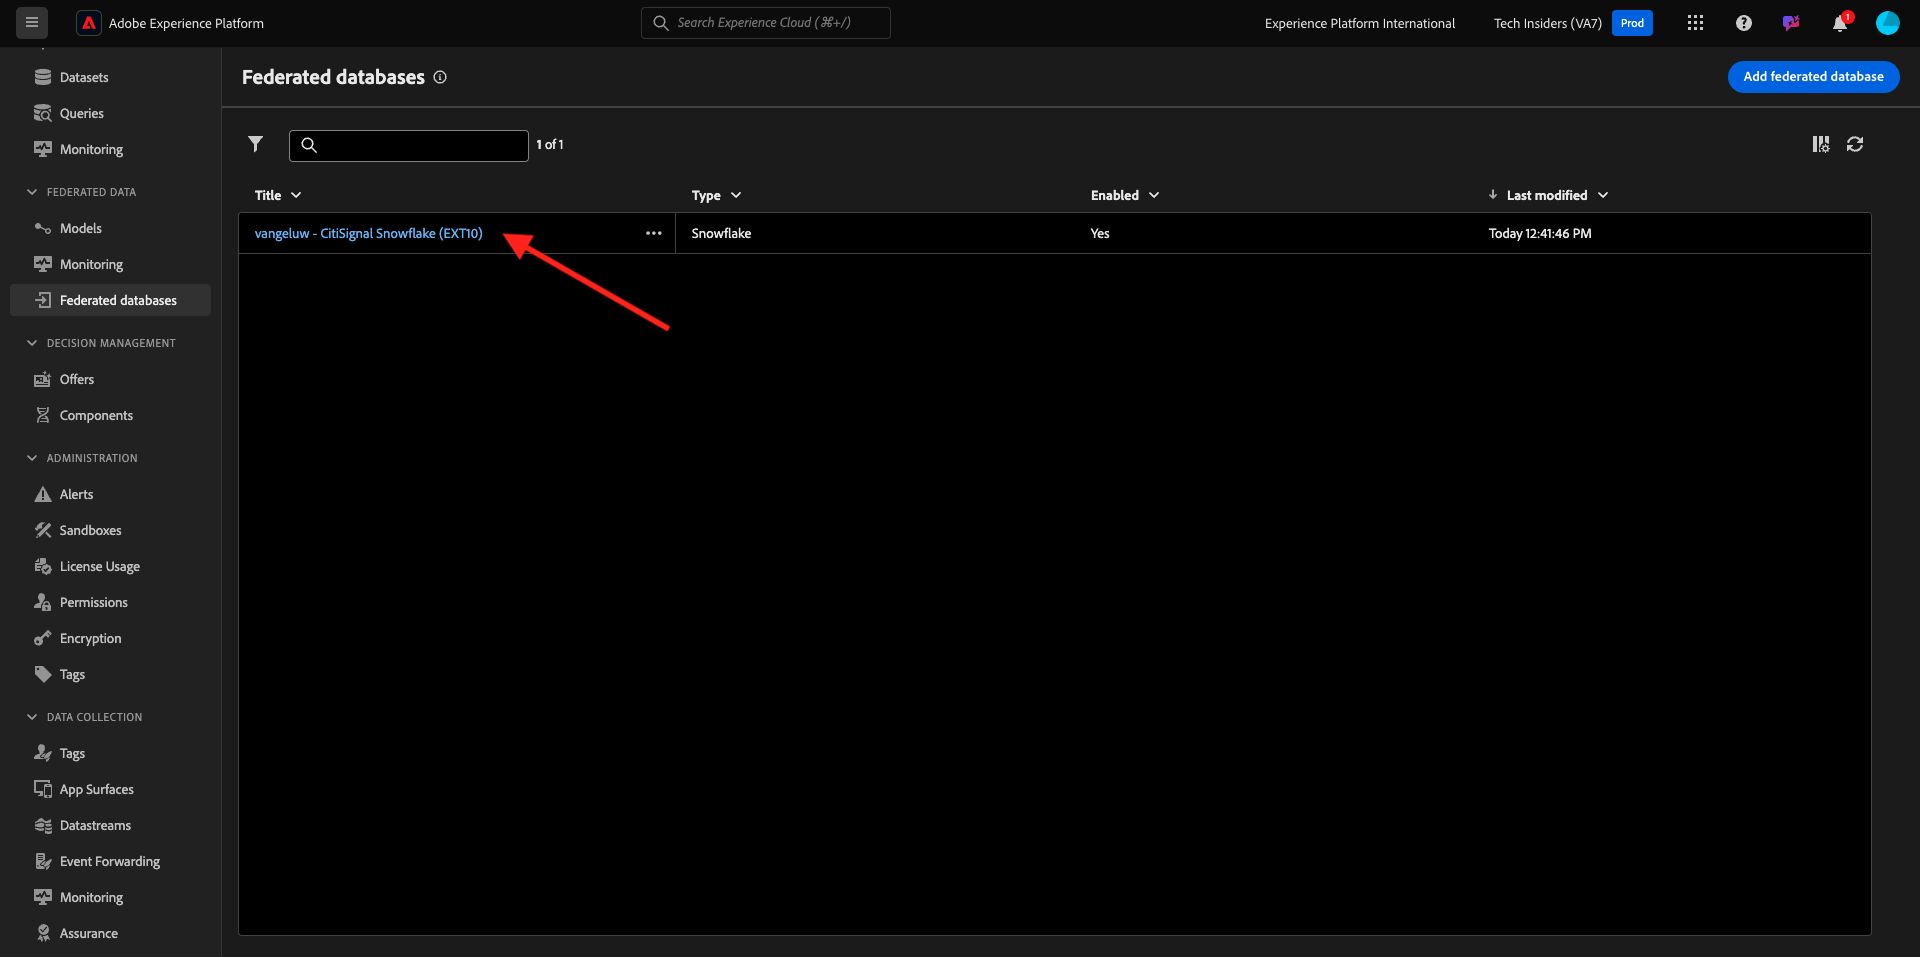 Adobe Experience Platform
Search Experience Cloud (⌘+/)
Experience Platform International
Tech Insiders (VA7)
Prod
1
Datasets
Queries
Monitoring
FEDERATED DATA
Models
Monitoring
Federated databases
DECISION MANAGEMENT
Offers
Components
ADMINISTRATION
Alerts
Sandboxes
License Usage
Permissions
Encryption
Tags
DATA COLLECTION
Tags
App Surfaces
Datastreams
Event Forwarding
Monitoring
Assurance
Federated databases
Add federated database
1 of 1
Title
Type
Enabled
Last modified
vangeluw - CitiSignal Snowflake (EXT10)
Snowflake
Yes
Today 12:41:46 PM